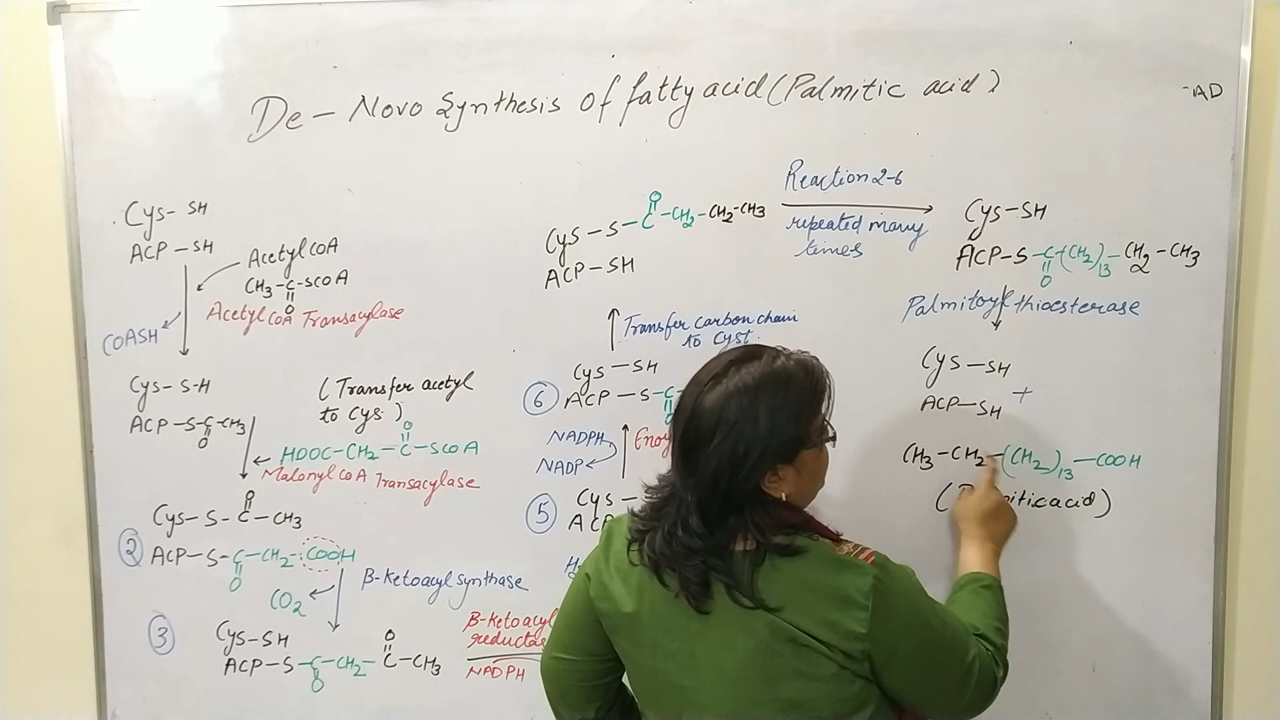 De-Novo Synthesis of fatty acid (Palmitic acid)
-AD
Cys-SH
ACP-SH
Acetyl COA
CH3-C-SCOA
O
Acetyl COA Transacylase
COASH
Cys-S-H
ACP-S-C-CH3
O
(Transfer acetyl
to Cys)
O
HOOC-CH2-C-SCOA
Malonyl COA Transacylase
O
Cys-S-C-CH3
2
ACP-S-C-CH2-COOH
O
CO2
β-Ketoacyl synthase
3
Cys-SH
O
ACP-S-C-CH2-C-CH3
O
β-Ketoacyl
NADPH
5
Cys
NADPH
NADP
6
Cys-SH
ACP-S-C
Transfer carbon chain
to Cyst.
O
Cys-S-C-CH2-CH2-CH3
ACP-SH
Reaction 2-6
repeated many
times
Cys-SH
ACP-S-C-(CH2)13-CH2-CH3
O
Palmitoyl thioesterase
Cys-SH
+
ACP-SH
CH3-CH2-(CH2)13-COOH
acid)